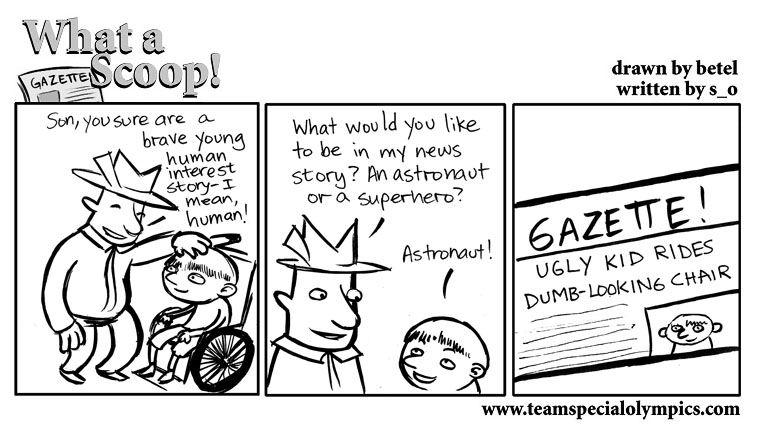 What a
Scoop!
GAZETTE!
drawn by betel
written by s_o
Son, you sure are a
brave young
human
interest
story-I
mean,
human!
What would you like
to be in my news
story? An astronaut
or a superhero?
Astronaut!
GAZETTE!
UGLY KID RIDES
DUMB-LOOKING CHAIR
www.teamspecialolympics.com